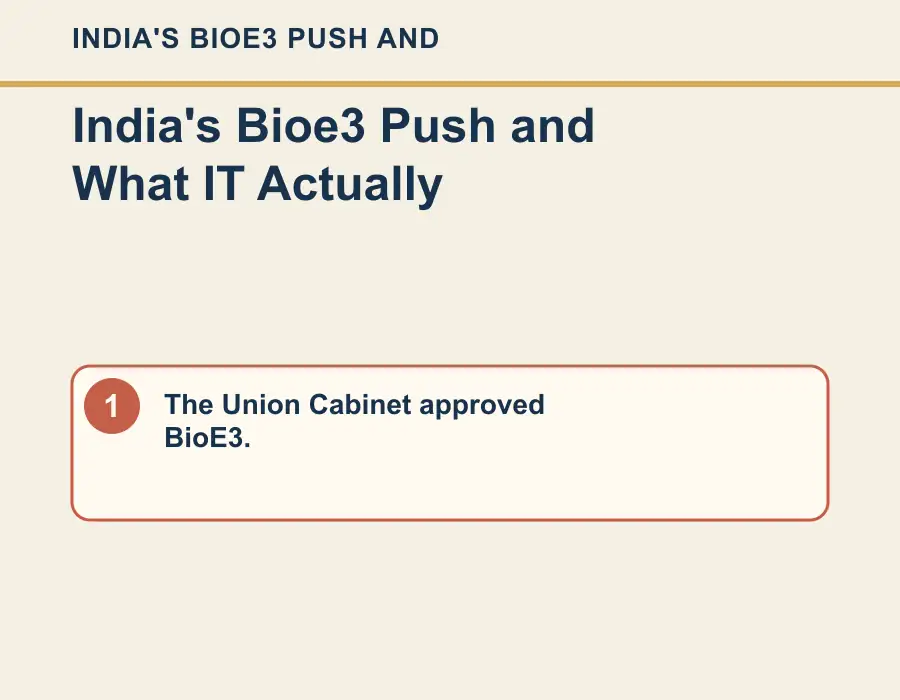 INDIA'S BIOE3 PUSH AND
India's Bioe3 Push and
What IT Actually
1
The Union Cabinet approved
BioE3.